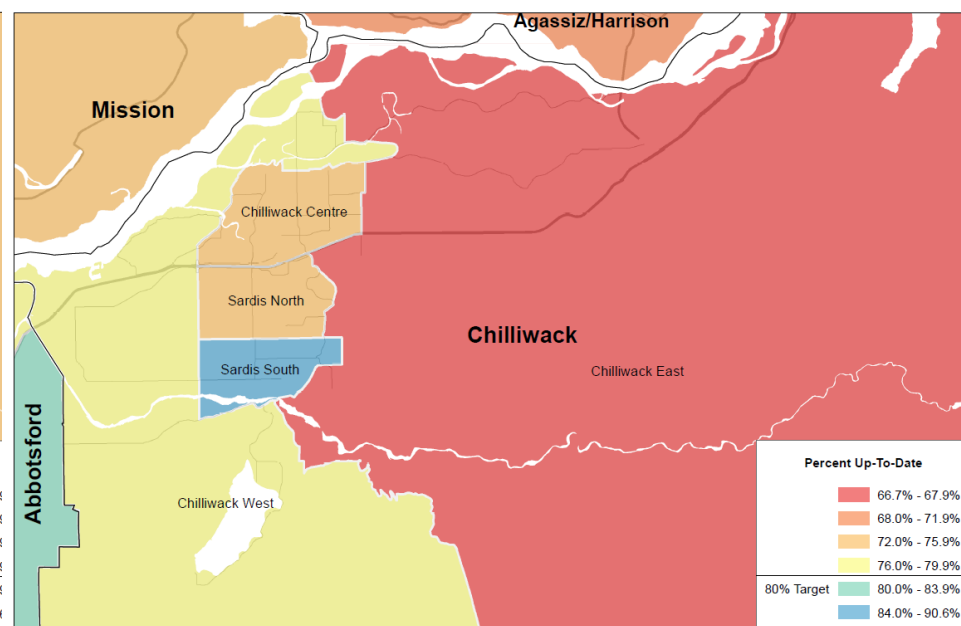 Agassiz/Harrison
Mission
Chilliwack Centre
Sardis North
Chilliwack
Sardis South
Chilliwack East
Abbotsford
Chilliwack West
Percent Up-To-Date
66.7% - 67.9%
68.0% - 71.9%
72.0% - 75.9%
76.0% - 79.9%
80% Target 80.0% - 83.9%
84.0% - 90.6%